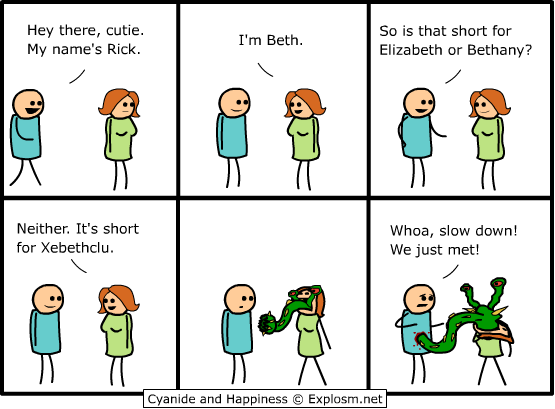 Hey there, cutie.
My name's Rick.
I'm Beth.
So is that short for
Elizabeth or Bethany?
Neither. It's short
for Xebethclu.
Whoa, slow down!
We just met!
Cyanide and Happiness © Explosm.net